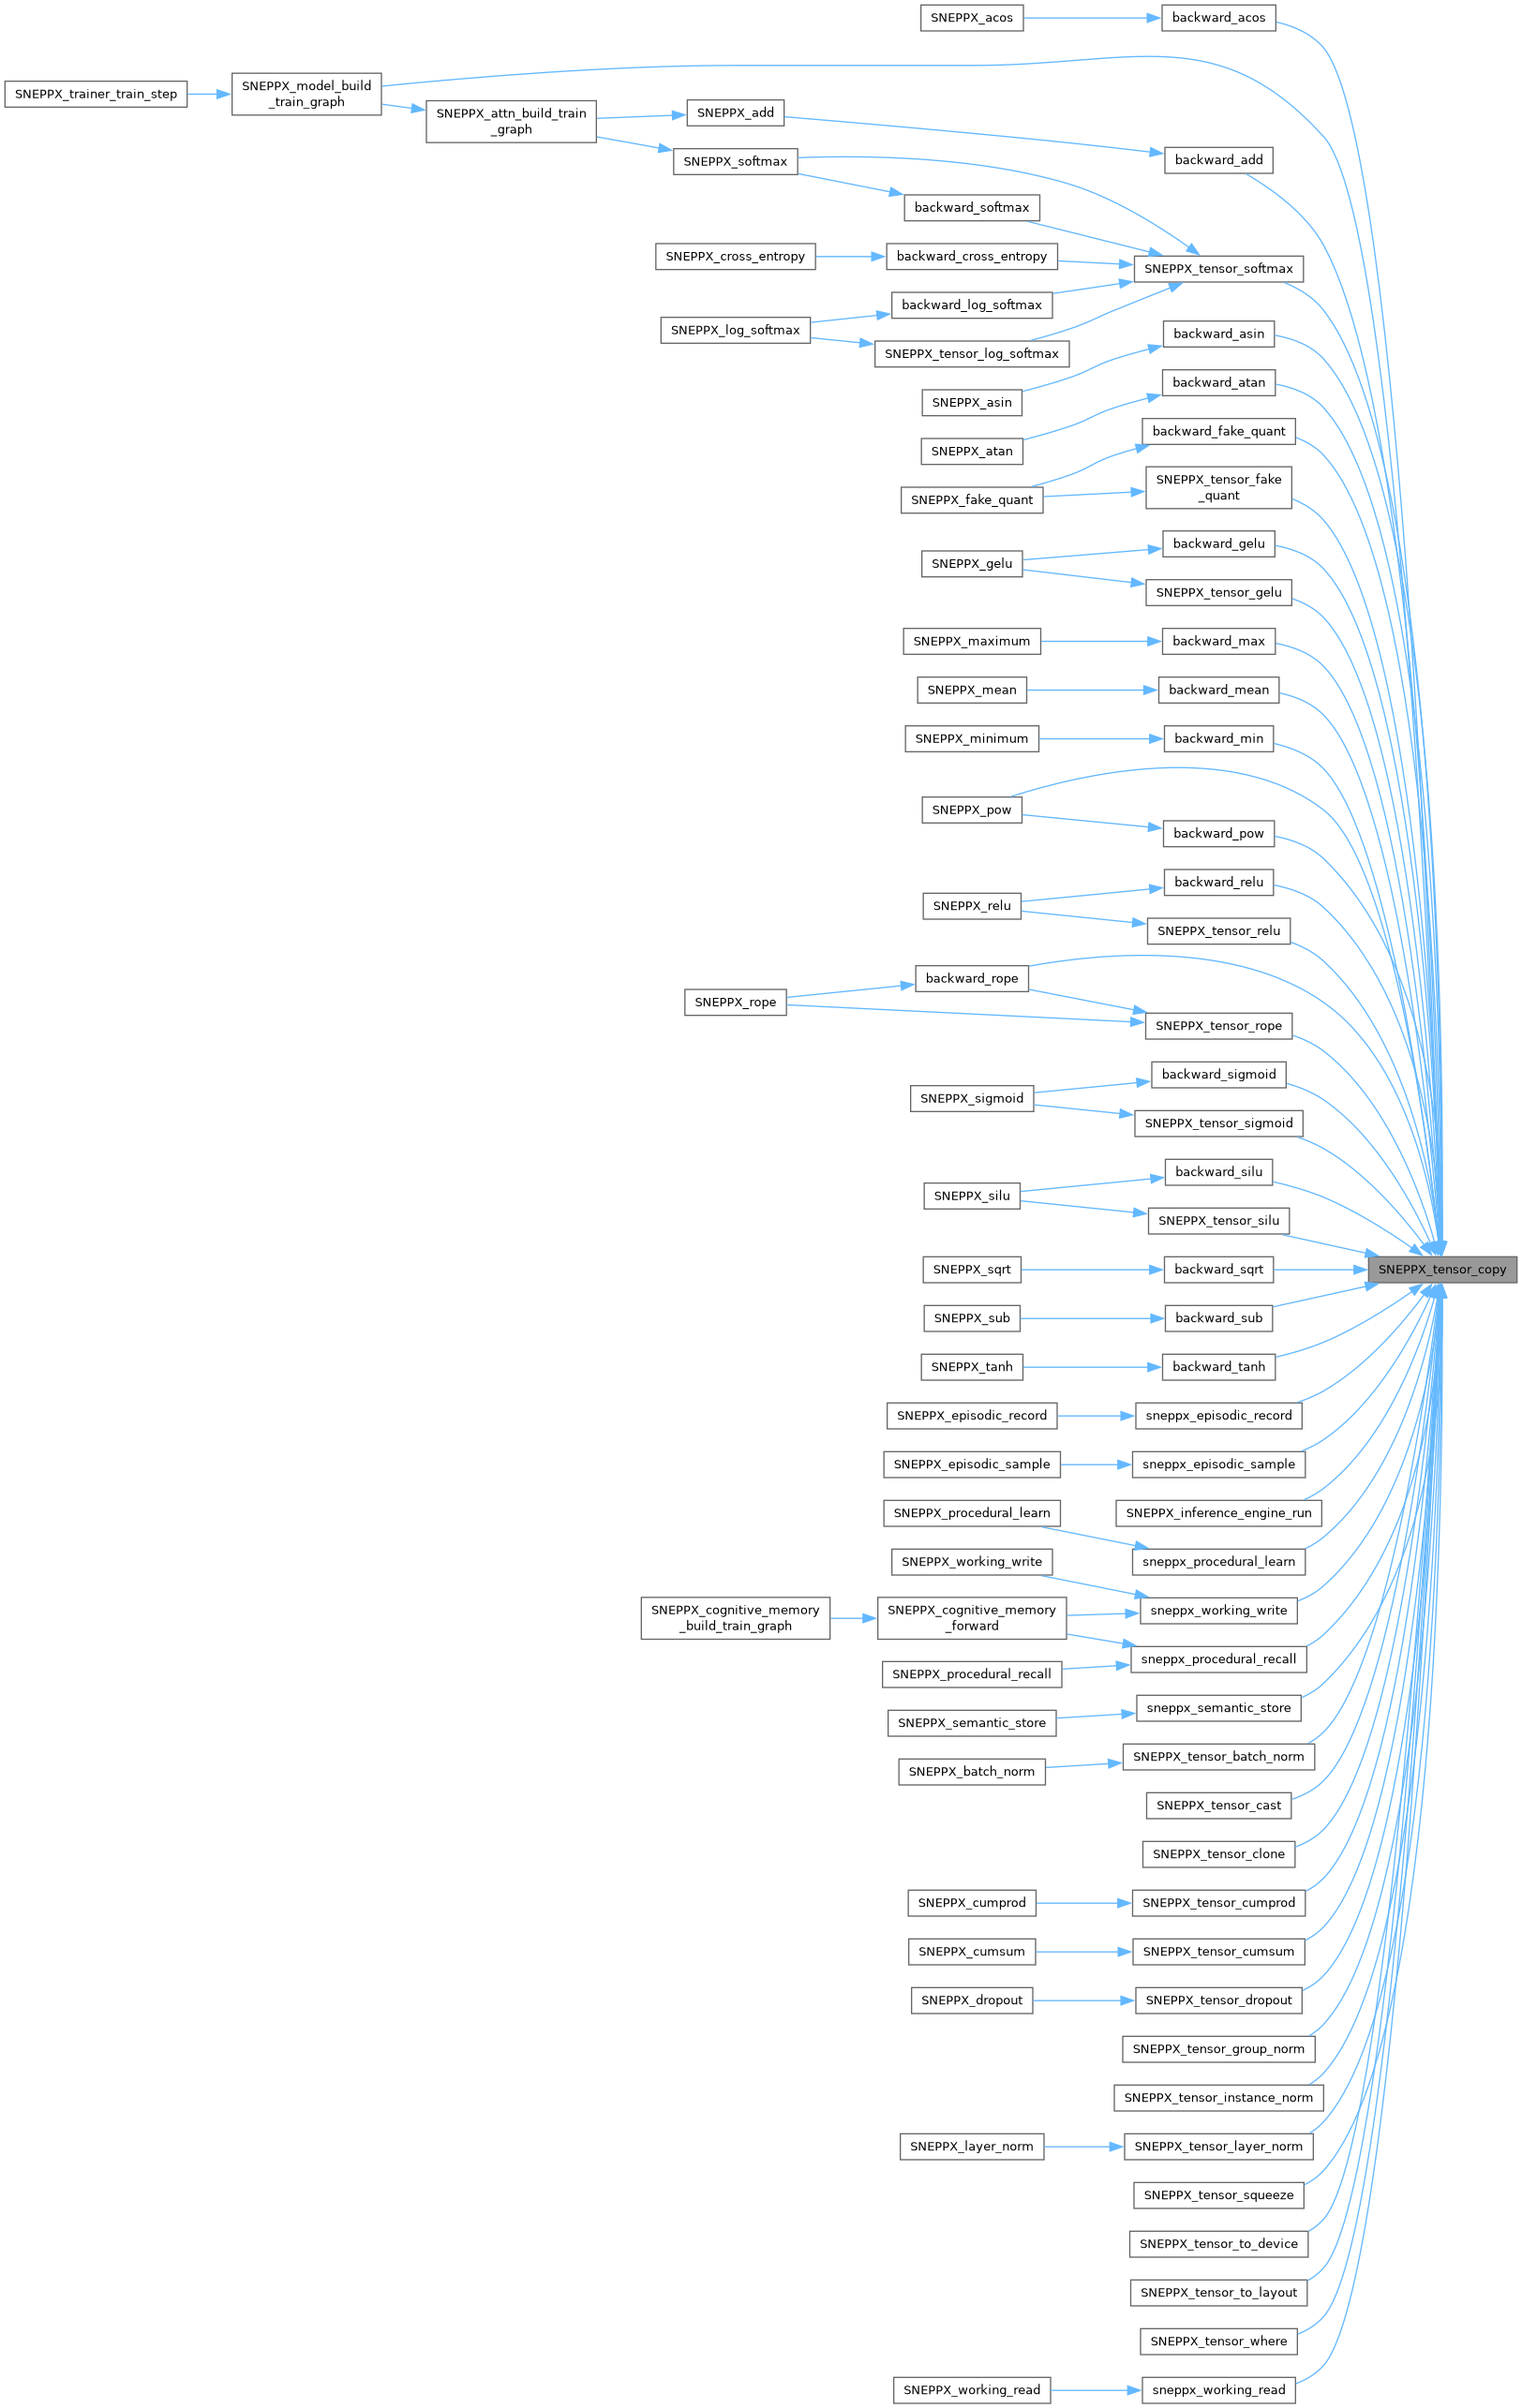 SNEPPX_acos
backward_acos
SNEPPX_trainer_train_step
SNEPPX_model_build
_train_graph
SNEPPX_attn_build_train
_graph
SNEPPX_add
SNEPPX_softmax
backward_add
backward_softmax
SNEPPX_cross_entropy
backward_cross_entropy
SNEPPX_tensor_softmax
backward_log_softmax
SNEPPX_log_softmax
SNEPPX_tensor_log_softmax
backward_asin
SNEPPX_asin
backward_atan
SNEPPX_atan
backward_fake_quant
SNEPPX_fake_quant
SNEPPX_tensor_fake
_quant
backward_gelu
SNEPPX_gelu
SNEPPX_tensor_gelu
SNEPPX_maximum
backward_max
SNEPPX_mean
backward_mean
SNEPPX_minimum
backward_min
SNEPPX_pow
backward_pow
backward_relu
SNEPPX_relu
SNEPPX_tensor_relu
backward_rope
SNEPPX_rope
SNEPPX_tensor_rope
backward_sigmoid
SNEPPX_sigmoid
SNEPPX_tensor_sigmoid
backward_silu
SNEPPX_silu
SNEPPX_tensor_silu
SNEPPX_sqrt
backward_sqrt
SNEPPX_tensor_copy
SNEPPX_sub
backward_sub
SNEPPX_tanh
backward_tanh
SNEPPX_episodic_record
sneppx_episodic_record
SNEPPX_episodic_sample
sneppx_episodic_sample
SNEPPX_procedural_learn
SNEPPX_inference_engine_run
SNEPPX_working_write
sneppx_procedural_learn
SNEPPX_cognitive_memory
_build_train_graph
SNEPPX_cognitive_memory
_forward
sneppx_working_write
sneppx_procedural_recall
SNEPPX_procedural_recall
sneppx_semantic_store
SNEPPX_semantic_store
SNEPPX_tensor_batch_norm
SNEPPX_batch_norm
SNEPPX_tensor_cast
SNEPPX_tensor_clone
SNEPPX_cumprod
SNEPPX_tensor_cumprod
SNEPPX_cumsum
SNEPPX_tensor_cumsum
SNEPPX_dropout
SNEPPX_tensor_dropout
SNEPPX_tensor_group_norm
SNEPPX_tensor_instance_norm
SNEPPX_layer_norm
SNEPPX_tensor_layer_norm
SNEPPX_tensor_squeeze
SNEPPX_tensor_to_device
SNEPPX_tensor_to_layout
SNEPPX_tensor_where
SNEPPX_working_read
sneppx_working_read